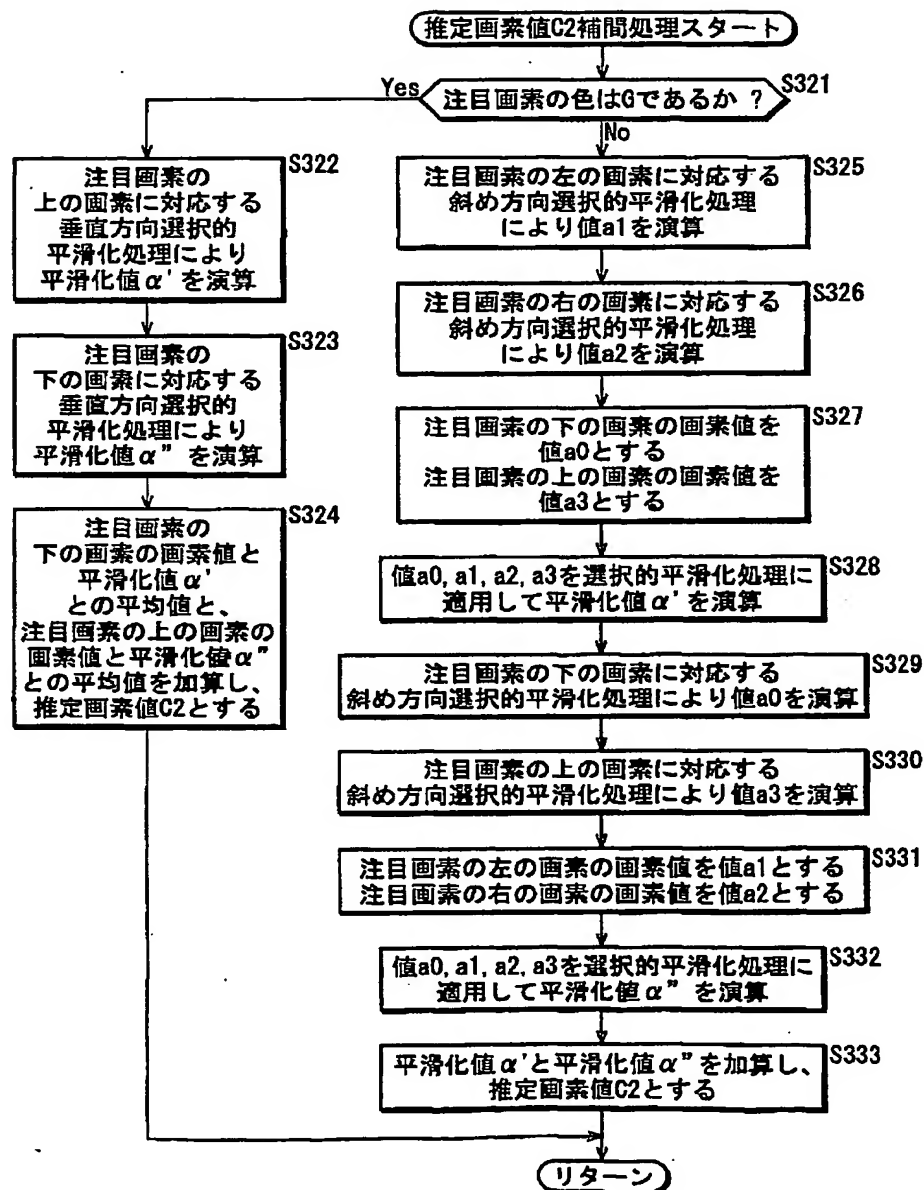 推定画素値C2補間処理スタート
S321
注目画素の色はGであるか ?
Yes
No
S322
注目画素の
上の画素に対応する
垂直方向選択的
平滑化処理により
平滑化値α'を演算
S323
注目画素の
下の画素に対応する
垂直方向選択的
平滑化処理により
平滑化値α"を演算
S324
注目画素の
下の画素の画素値と
平滑化値α'
との平均値と、
注目画素の上の画素の
画素値と平滑化値α"
との平均値を加算し、
推定画素値C2とする
S325
注目画素の左の画素に対応する
斜め方向選択的平滑化処理
により値a1を演算
S326
注目画素の右の画素に対応する
斜め方向選択的平滑化処理
により値a2を演算
S327
注目画素の下の画素の画素値を
値a0とする
注目画素の上の画素の画素値を
値a3とする
S328
値a0, a1, a2, a3を選択的平滑化処理に
適用して平滑化値α'を演算
S329
注目画素の下の画素に対応する
斜め方向選択的平滑化処理により値a0を演算
S330
注目画素の上の画素に対応する
斜め方向選択的平滑化処理により値a3を演算
S331
注目画素の左の画素の画素値を値a1とする
注目画素の右の画素の画素値を値a2とする
S332
値a0, a1, a2, a3を選択的平滑化処理に
適用して平滑化値α"を演算
S333
平滑化値α'と平滑化値α"を加算し、
推定画素値C2とする
リターン